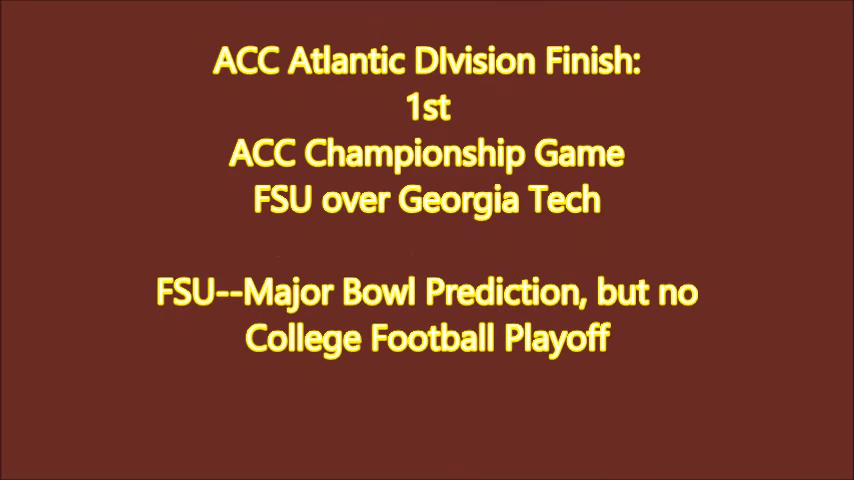 ACC Atlantic DIvision Finish:
1st
ACC Championship Game
FSU over Georgia Tech
FSU--Major Bowl Prediction, but no
College Football Playoff